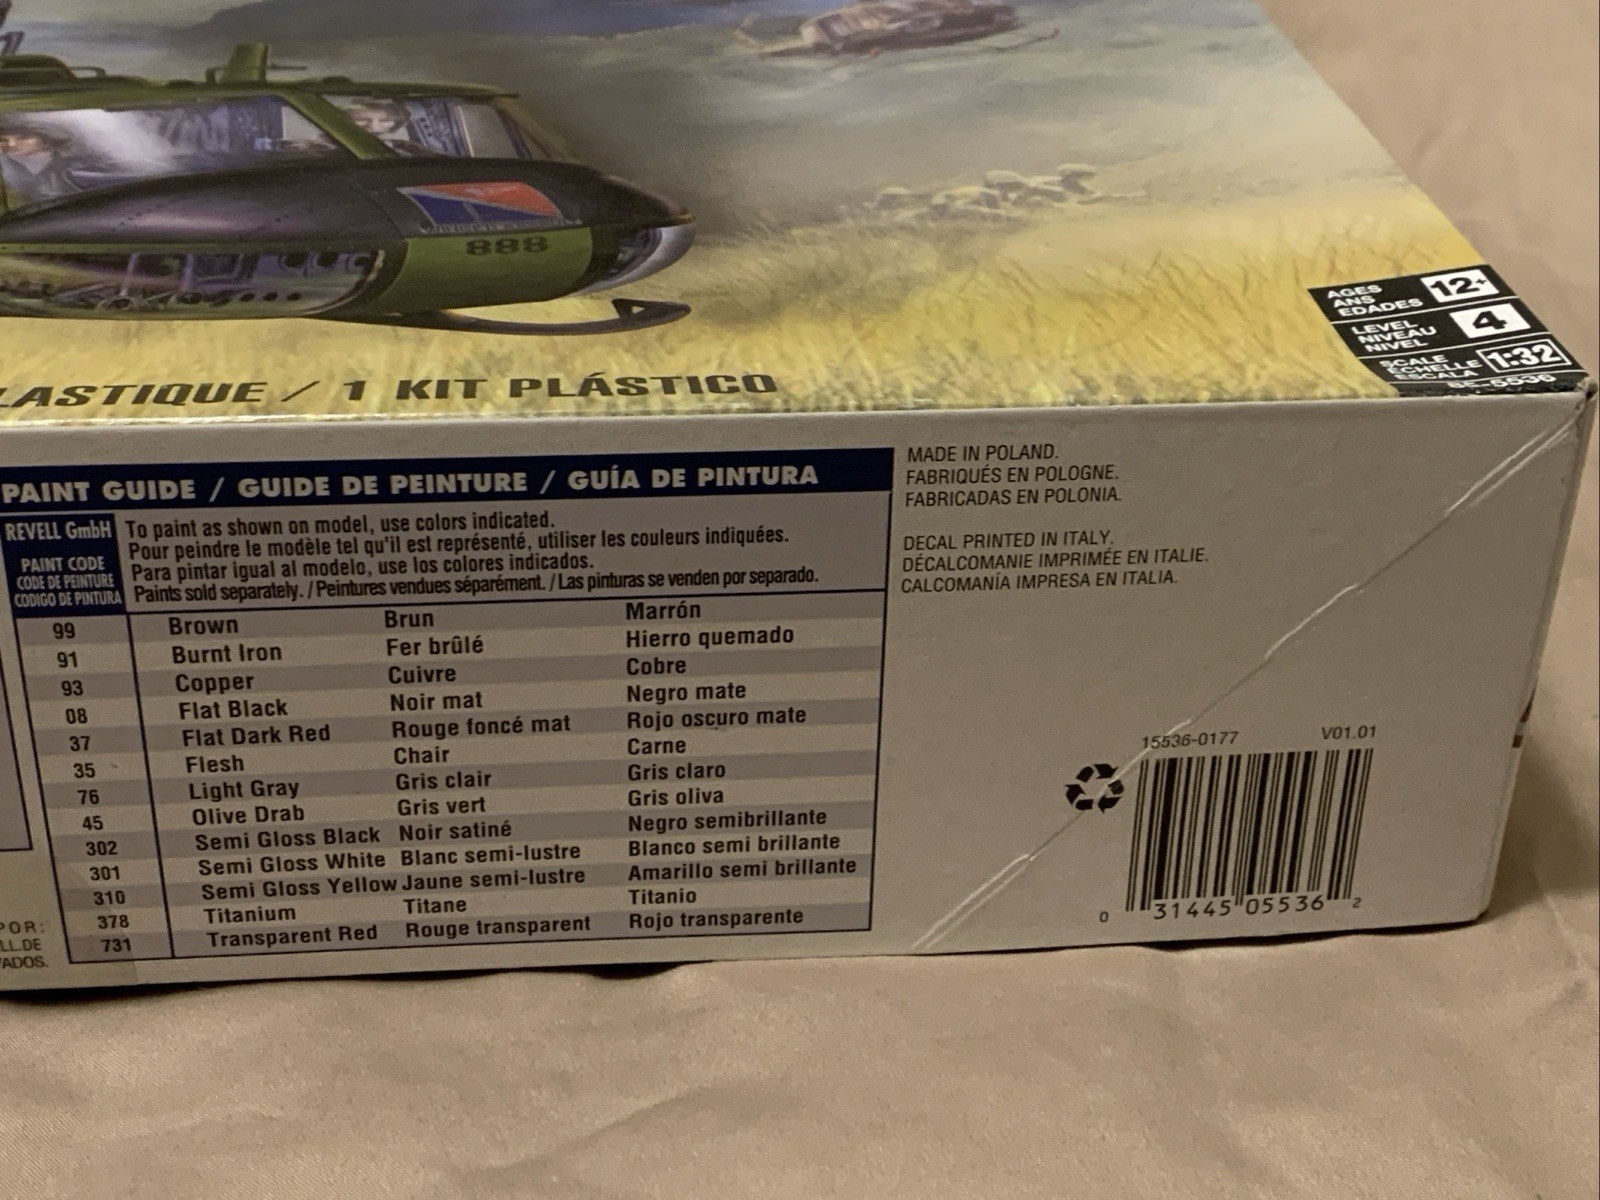 888
LASTIQUE / 1 KIT PLÁSTICO
AGES
ANS
EDADES
12+
LEVEL
NIVEAU
NIVEL
4
SCALE
ÉCHELLE
ESCALA
1:32
85-5536
PAINT GUIDE / GUIDE DE PEINTURE / GUÍA DE PINTURA
REVELL GmbH
PAINT CODE
CODE DE PEINTURE
CODIGO DE PINTURA
To paint as shown on model, use colors indicated.
Pour peindre le modèle tel qu'il est représenté, utiliser les couleurs indiquées.
Para pintar igual al modelo, use los colores indicados.
Paints sold separately. / Peintures vendues séparément. / Las pinturas se venden por separado.
99 Brown Brun Marrón
91 Burnt Iron Fer brûlé Hierro quemado
93 Copper Cuivre Cobre
08 Flat Black Noir mat Negro mate
37 Flat Dark Red Rouge foncé mat Rojo oscuro mate
35 Flesh Chair Carne
76 Light Gray Gris clair Gris claro
45 Olive Drab Gris vert Gris oliva
302 Semi Gloss Black Noir satiné Negro semibrillante
301 Semi Gloss White Blanc semi-lustre Blanco semi brillante
310 Semi Gloss Yellow Jaune semi-lustre Amarillo semi brillante
378 Titanium Titane Titanio
731 Transparent Red Rouge transparent Rojo transparente
POR:
LL.DE
ADOS.
MADE IN POLAND.
FABRIQUÉS EN POLOGNE.
FABRICADAS EN POLONIA.
DECAL PRINTED IN ITALY.
DÉCALCOMANIE IMPRIMÉE EN ITALIE.
CALCOMANÍA IMPRESA EN ITALIA.
15536-0177 V01.01
0 31445 05536 2